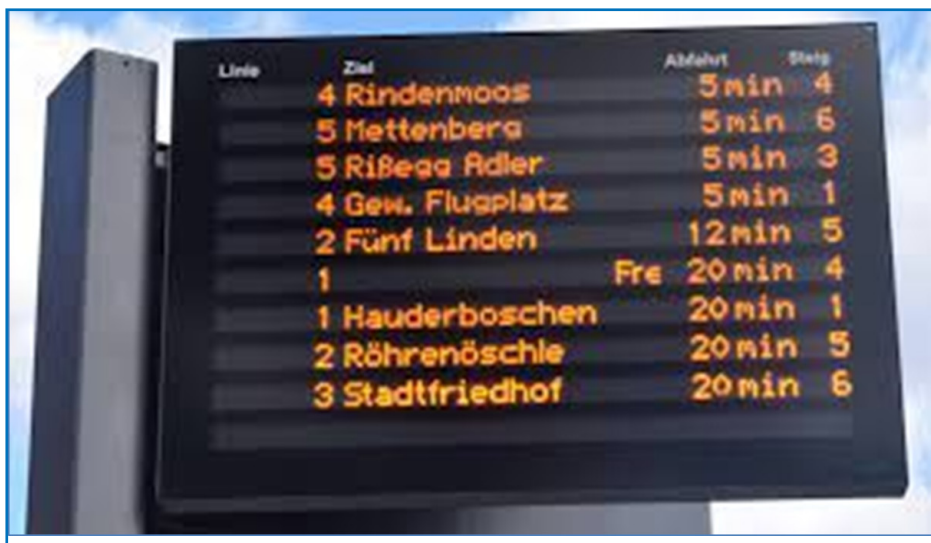 Linie Ziel Abfahrt Steig
4 Rindenmoos 5 min 4
5 Mettenberg 5 min 6
5 Rißegg Adler 5 min 3
4 Gew. Flugplatz 5 min 1
2 Fünf Linden 12 min 5
1 Fre 20 min 4
1 Hauderboschen 20 min 1
2 Röhrenöschle 20 min 5
3 Stadtfriedhof 20 min 6